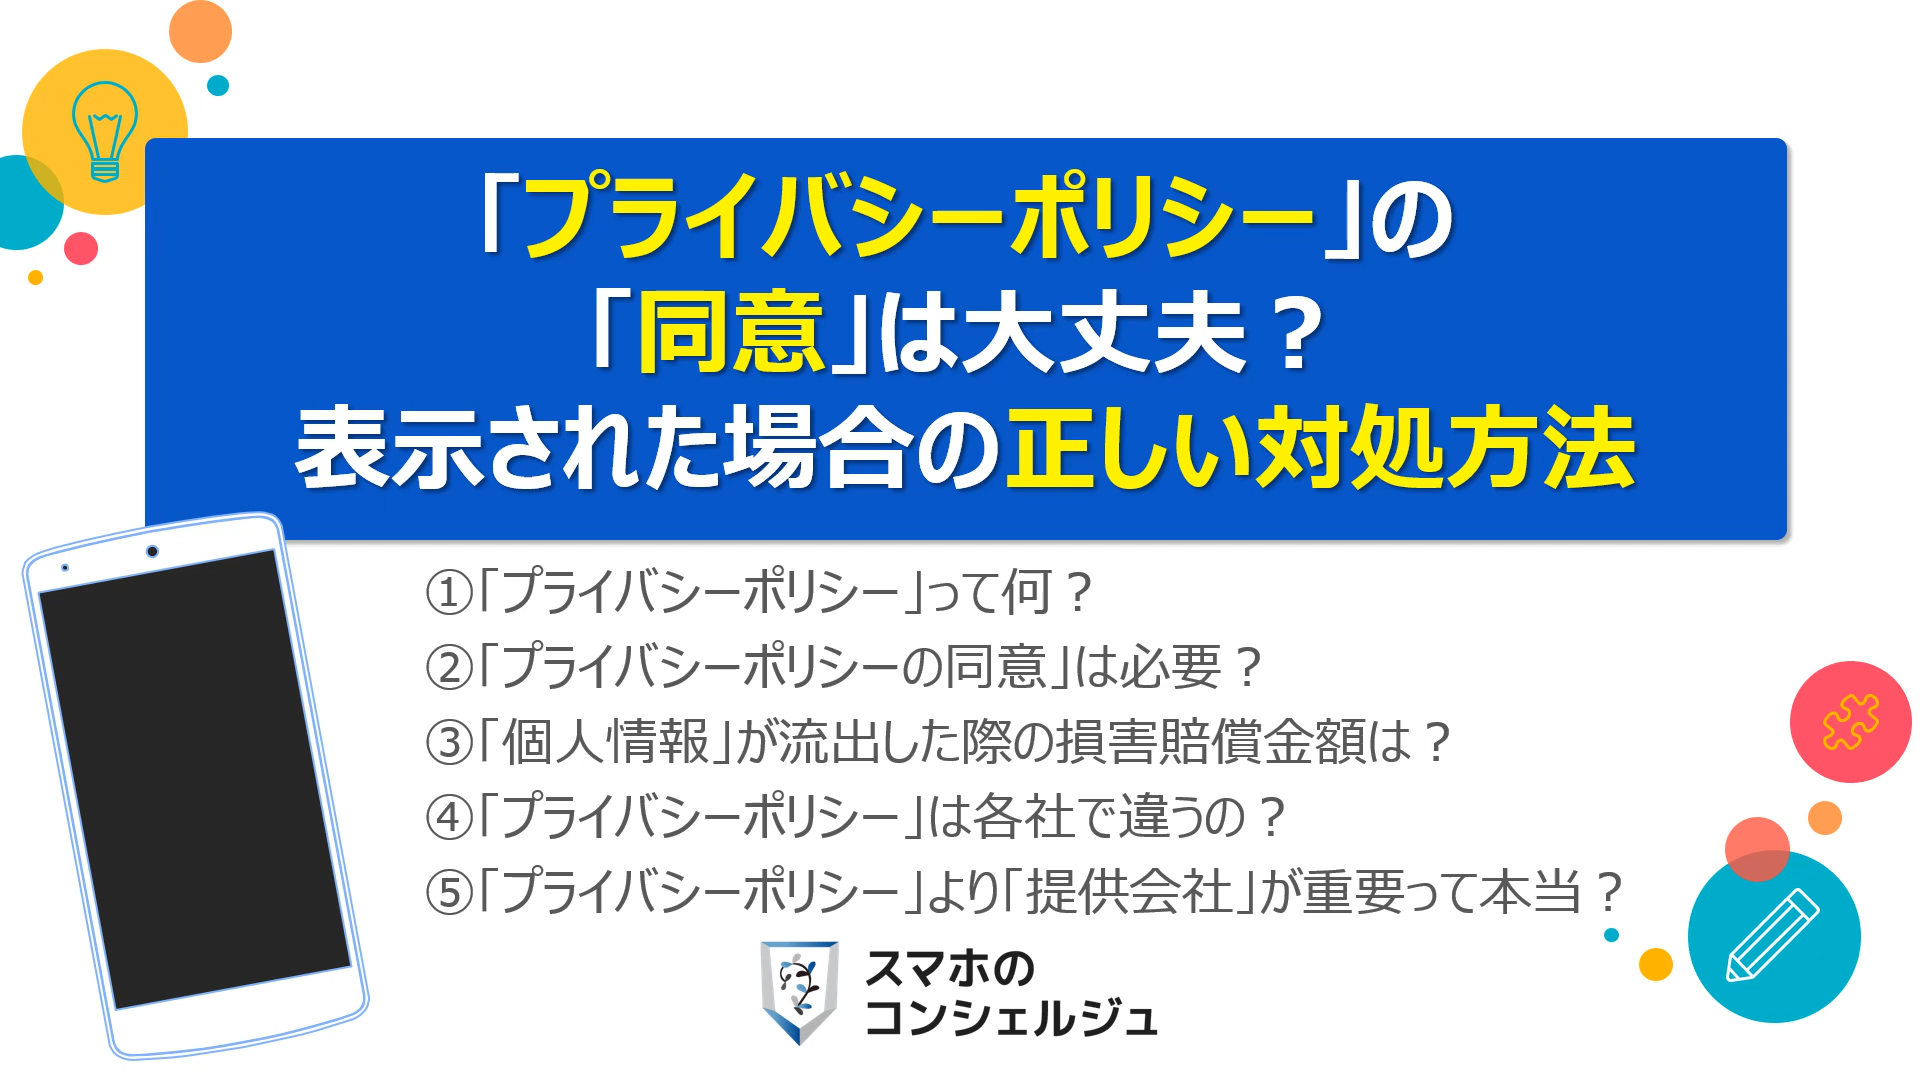 「プライバシーポリシー」の
「同意」は大丈夫？
表示された場合の正しい対処方法
①「プライバシーポリシー」って何？
②「プライバシーポリシーの同意」は必要？
③「個人情報」が流出した際の損害賠償金額は？
④「プライバシーポリシー」は各社で違うの？
⑤「プライバシーポリシー」より「提供会社」が重要って本当？
スマホの
コンシェルジュ